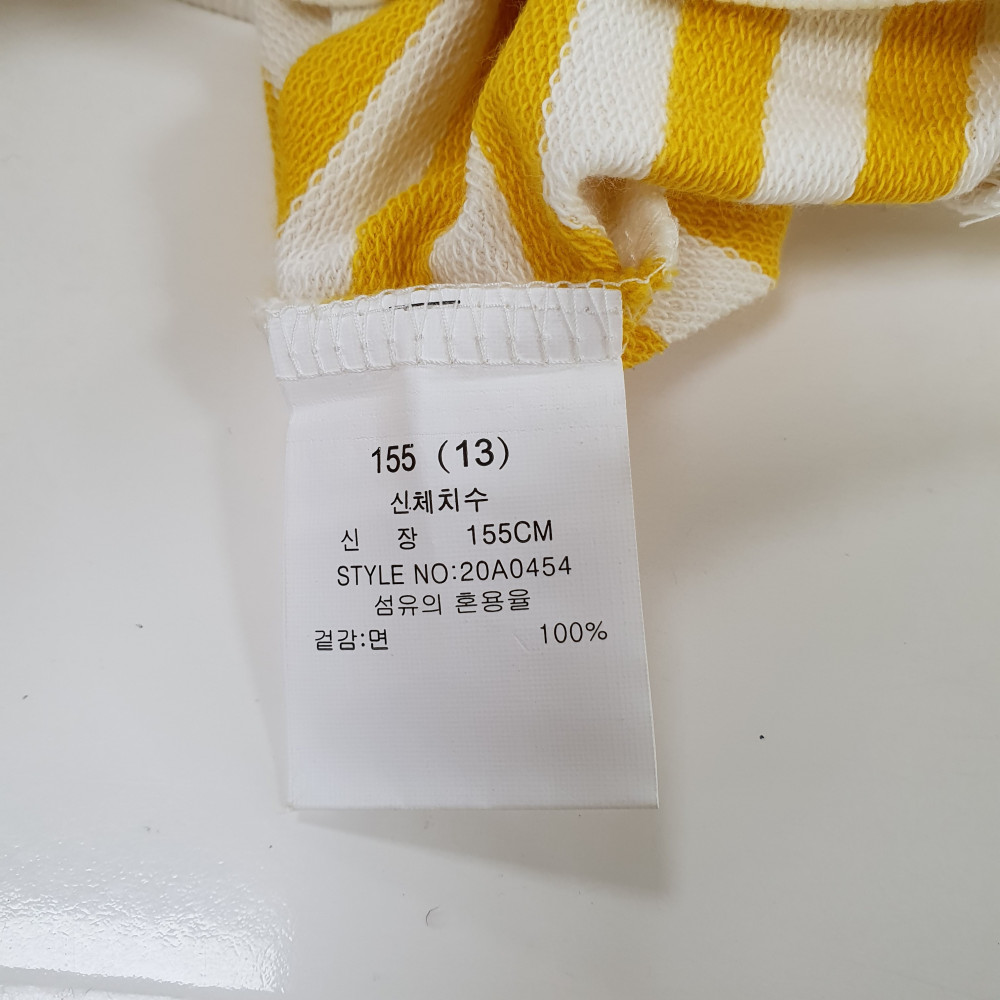 155 (13)
신체치수
신 장 155CM
STYLE NO:20A0454
섬유의 혼용율
겉감:면 100%